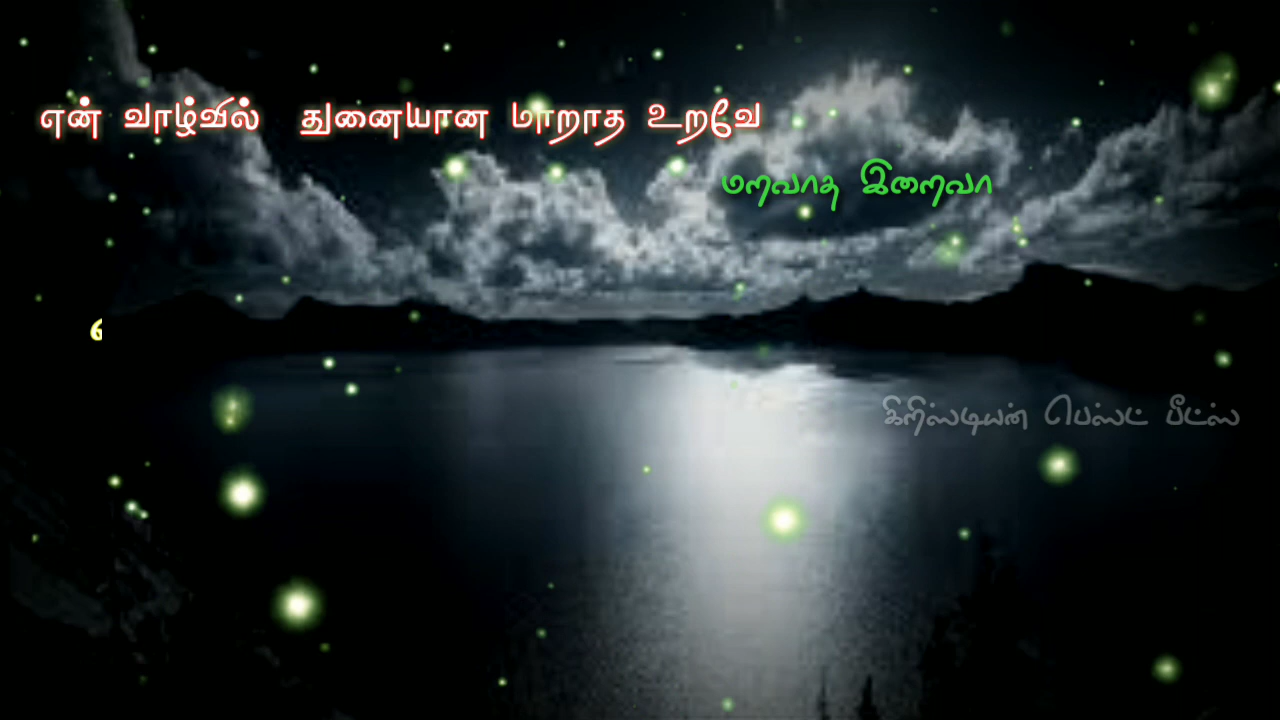 என் வாழ்வில் துனையான மாறாத உறவே
மறவாத இறைவா
கிறிஸ்டியன் பெஸ்ட் பீட்ஸ்